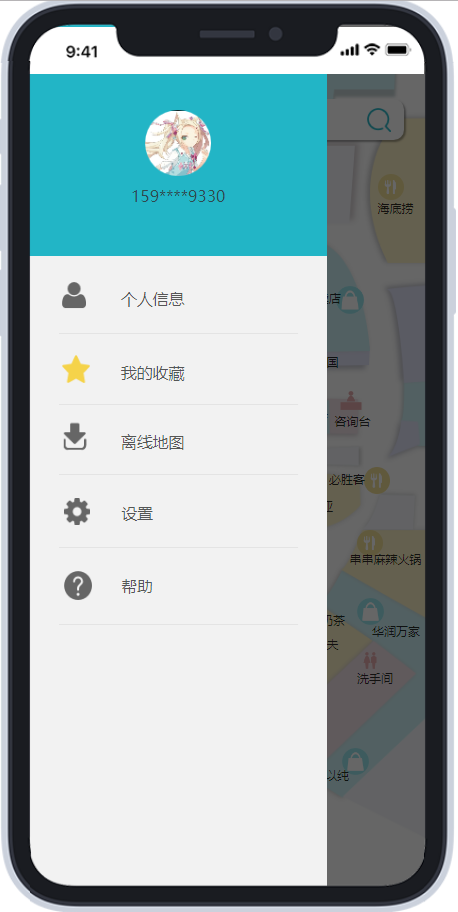 9:41
159****9330
个人信息
我的收藏
离线地图
设置
帮助
海底捞
店
国
咨询台
必胜客
串串麻辣火锅
奶茶
华润万家
夫
洗手间
以纯